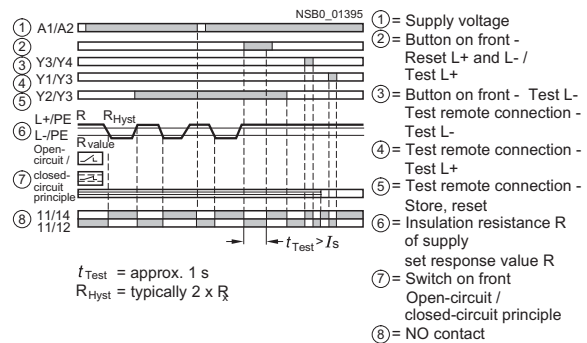 NSB0_01395
1 A1/A2
2
3 Y3/Y4
4 Y1/Y3
5 Y2/Y3
6 L+/PE R RHyst
L-/PE Rvalue
7 Open-
circuit /
closed-
circuit
principle
8 11/14
11/12
tTest > Is
tTest = approx. 1 s
RHyst = typically 2 x Rx
1 = Supply voltage
2 = Button on front -
Reset L+ and L- /
Test L+
3 = Button on front - Test L-
Test remote connection -
Test L-
4 = Test remote connection -
Test L+
5 = Test remote connection -
Store, reset
6 = Insulation resistance R
of supply
set response value R
7 = Switch on front
Open-circuit /
closed-circuit principle
8 = NO contact